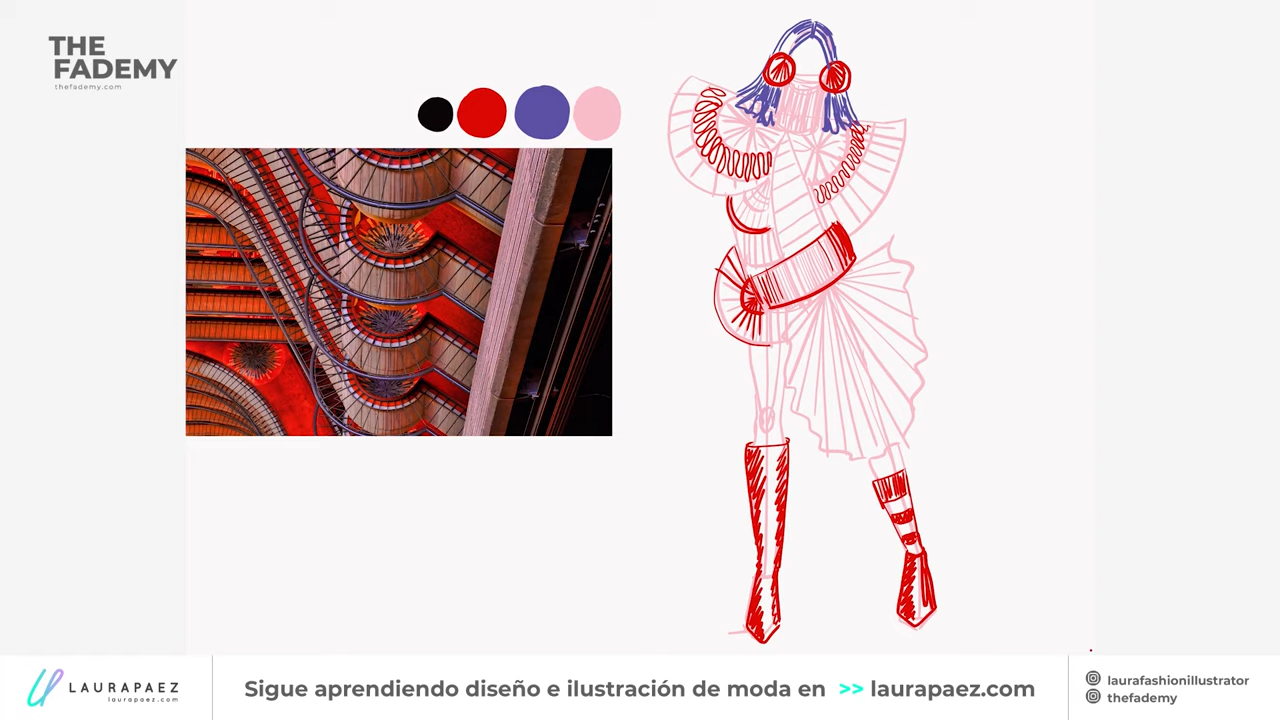 THE
FADEMY
thefademy.com
LAURAPAEZ
laurapaez.com
Sigue aprendiendo diseño e ilustración de moda en >> laurapaez.com
laurafashionillustrator
thefademy